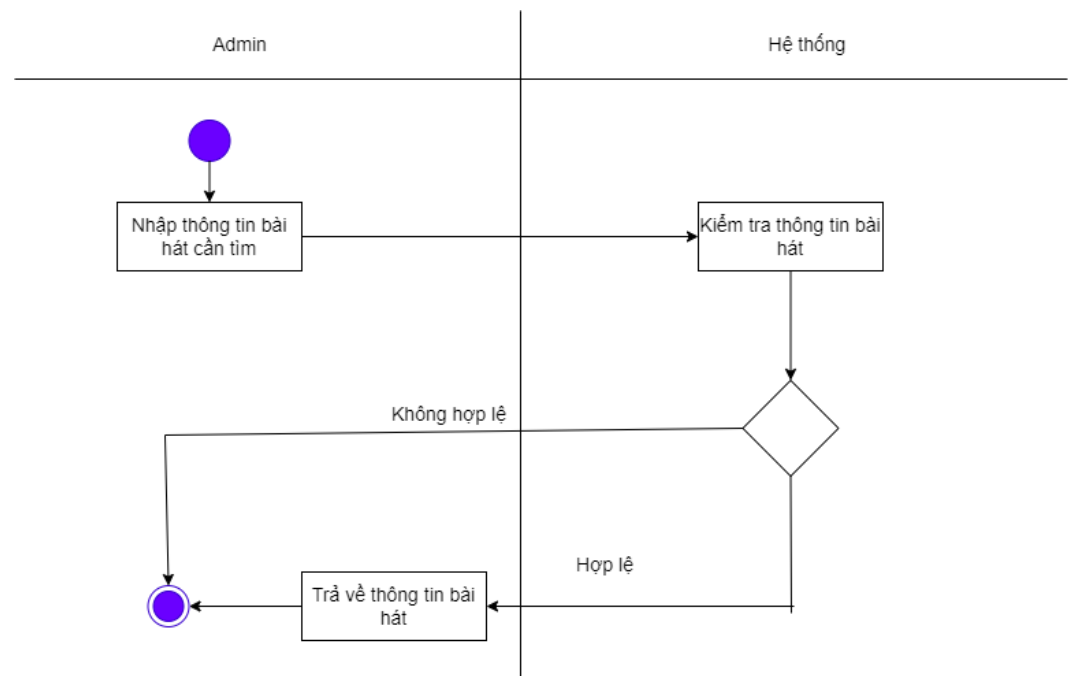 Admin
Hệ thống
Nhập thông tin bài
hát cần tìm
Kiểm tra thông tin bài
hát
Không hợp lệ
Hợp lệ
Trả về thông tin bài
hát